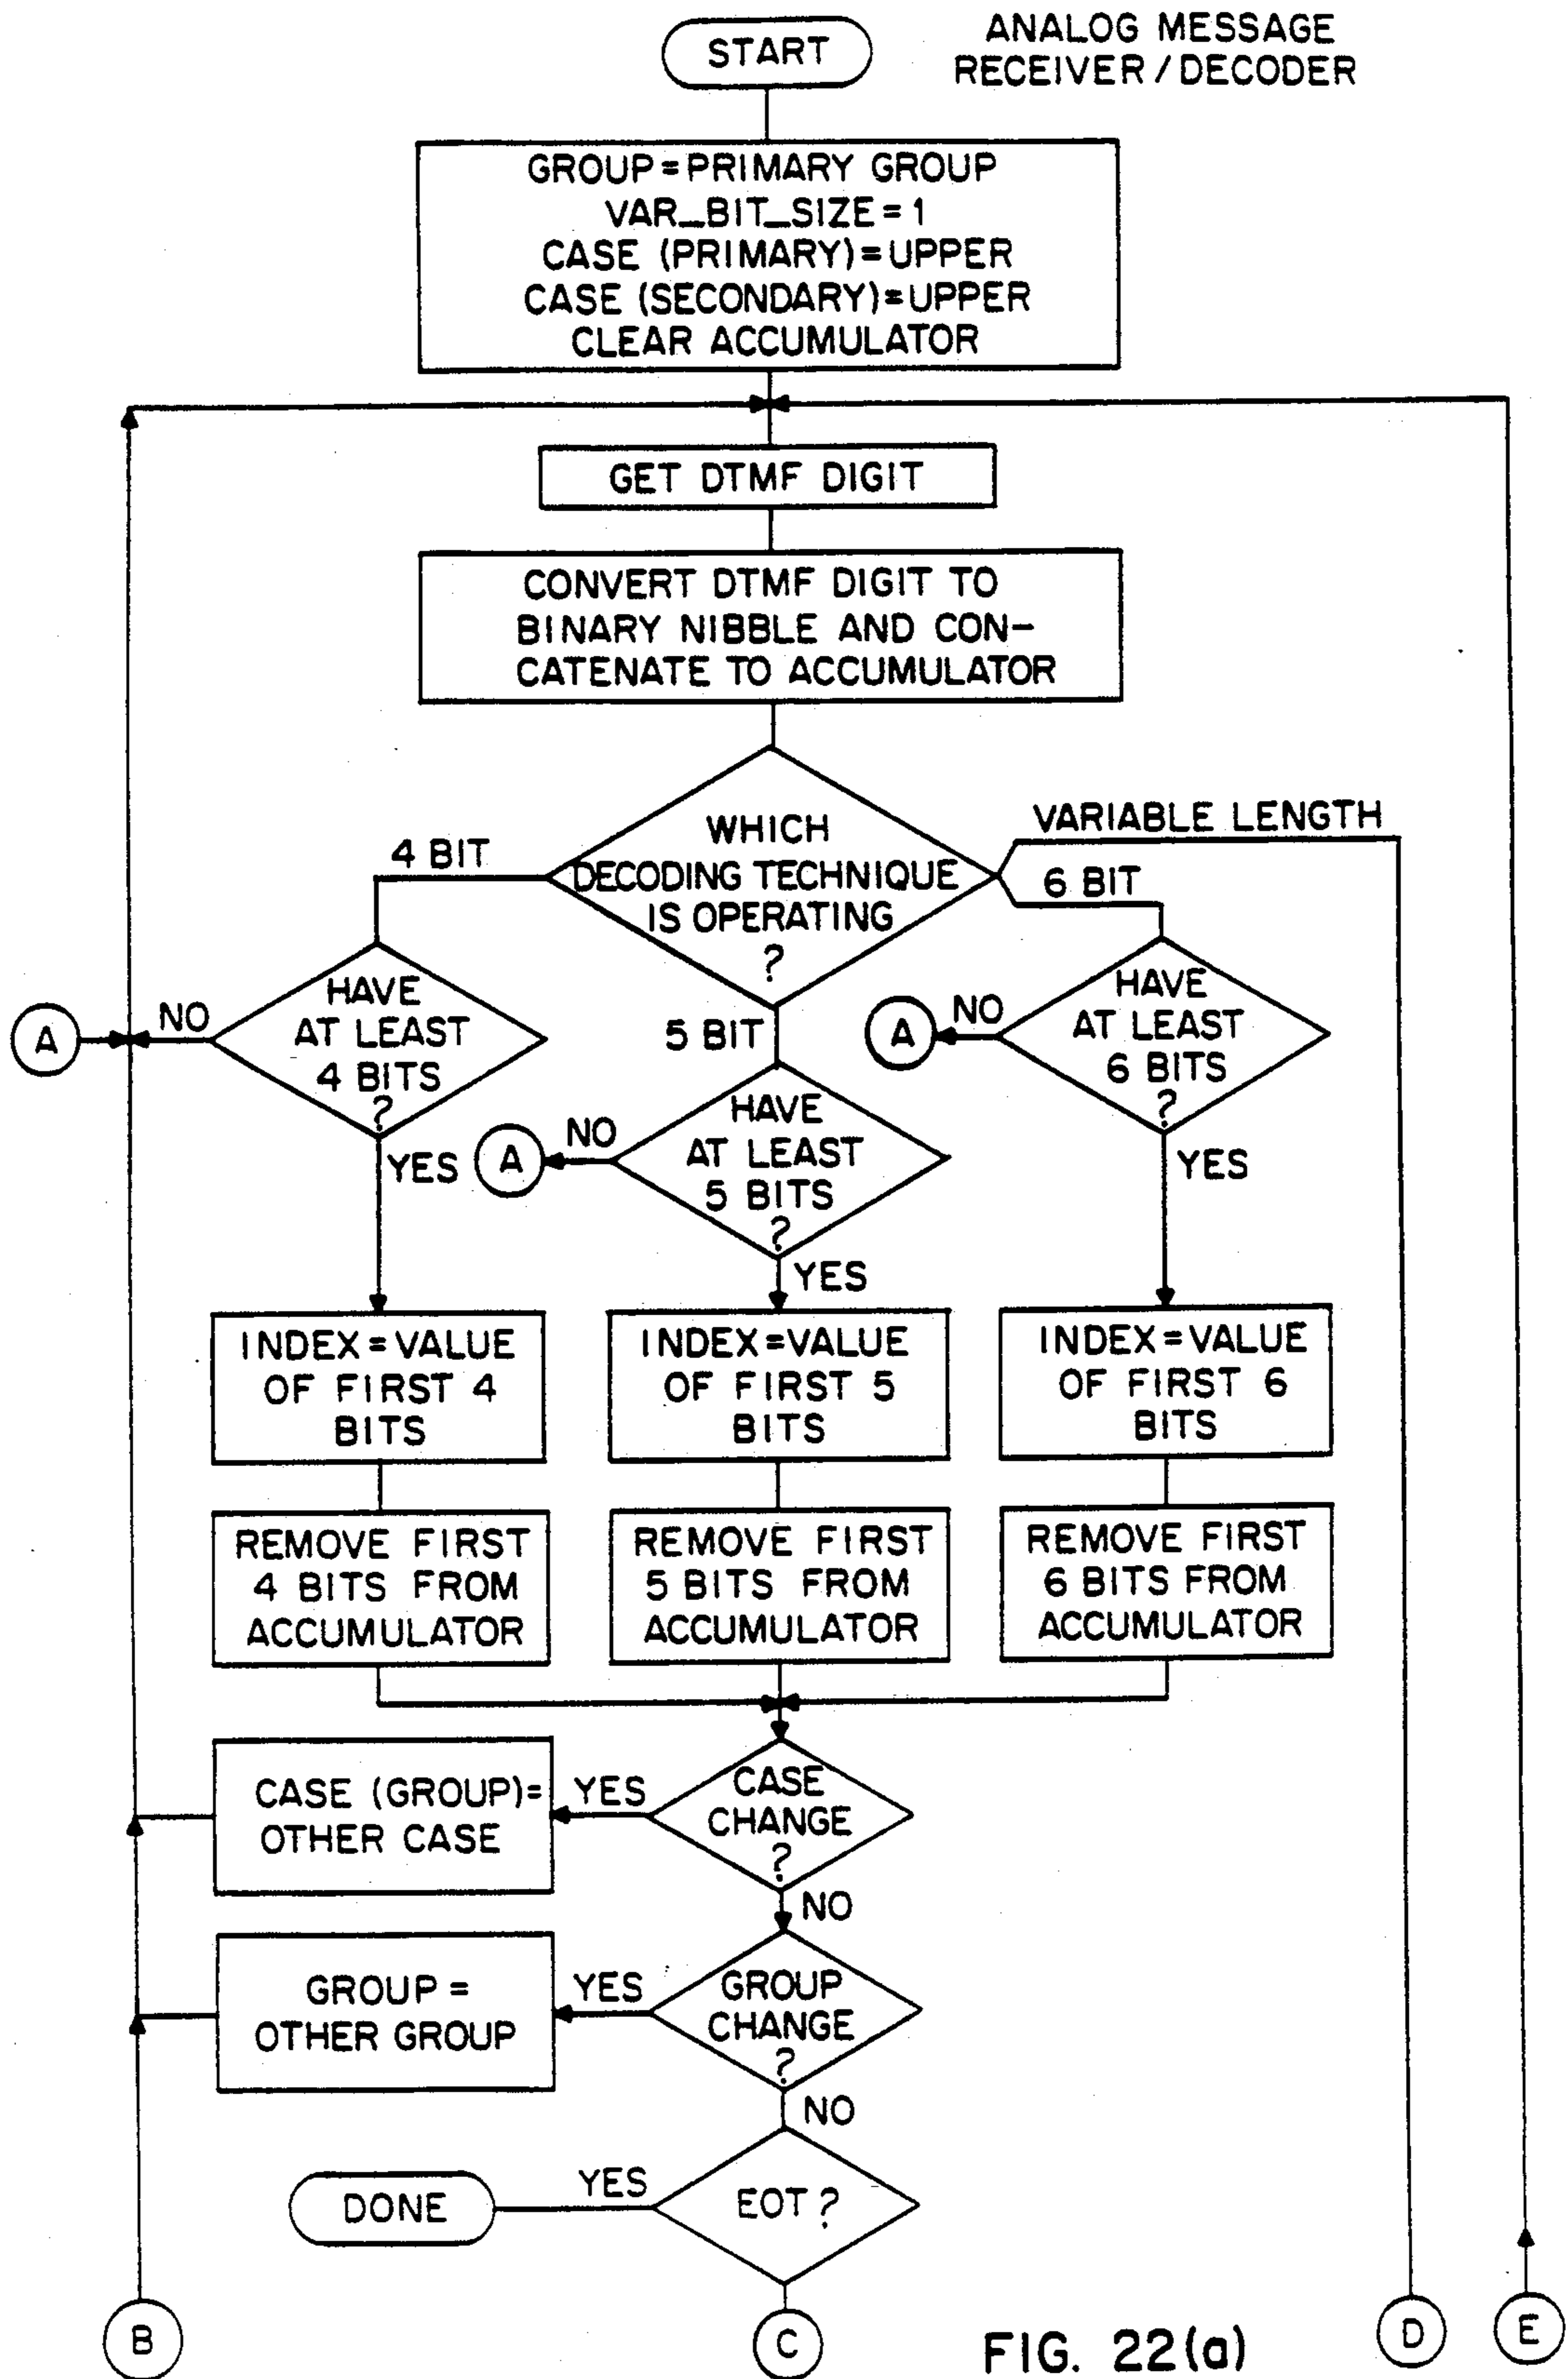 START
ANALOG MESSAGE
RECEIVER / DECODER
GROUP = PRIMARY GROUP
VAR_BIT_SIZE = 1
CASE (PRIMARY) = UPPER
CASE (SECONDARY) = UPPER
CLEAR ACCUMULATOR
GET DTMF DIGIT
CONVERT DTMF DIGIT TO
BINARY NIBBLE AND CON-
CATENATE TO ACCUMULATOR
WHICH
DECODING TECHNIQUE
IS OPERATING
?
4 BIT
VARIABLE LENGTH
6 BIT
5 BIT
A
NO
HAVE
AT LEAST
4 BITS
?
YES
A
NO
HAVE
AT LEAST
5 BITS
?
YES
A
NO
HAVE
AT LEAST
6 BITS
?
YES
INDEX = VALUE
OF FIRST 4
BITS
INDEX = VALUE
OF FIRST 5
BITS
INDEX = VALUE
OF FIRST 6
BITS
REMOVE FIRST
4 BITS FROM
ACCUMULATOR
REMOVE FIRST
5 BITS FROM
ACCUMULATOR
REMOVE FIRST
6 BITS FROM
ACCUMULATOR
CASE (GROUP) =
OTHER CASE
YES
CASE
CHANGE
?
NO
GROUP =
OTHER GROUP
YES
GROUP
CHANGE
?
NO
DONE
YES
EOT ?
B
C
FIG. 22(a)
D
E